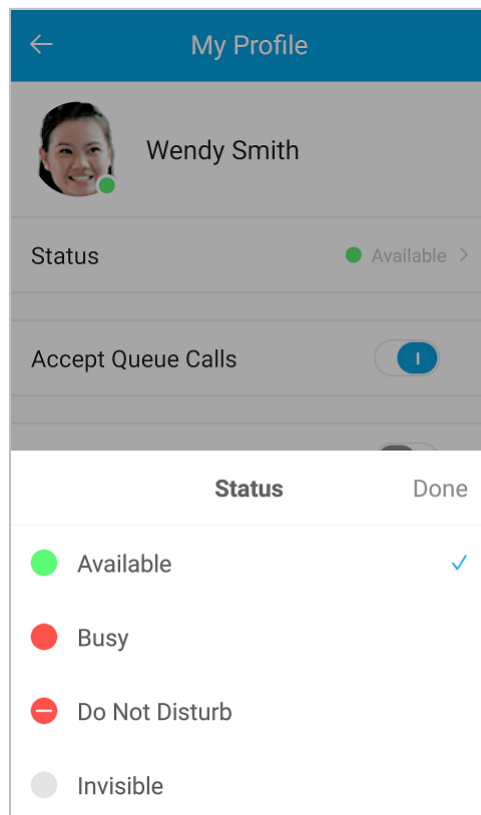 My Profile
Wendy Smith
Status
Available
Accept Queue Calls
Status
Done
Available
Busy
Do Not Disturb
Invisible